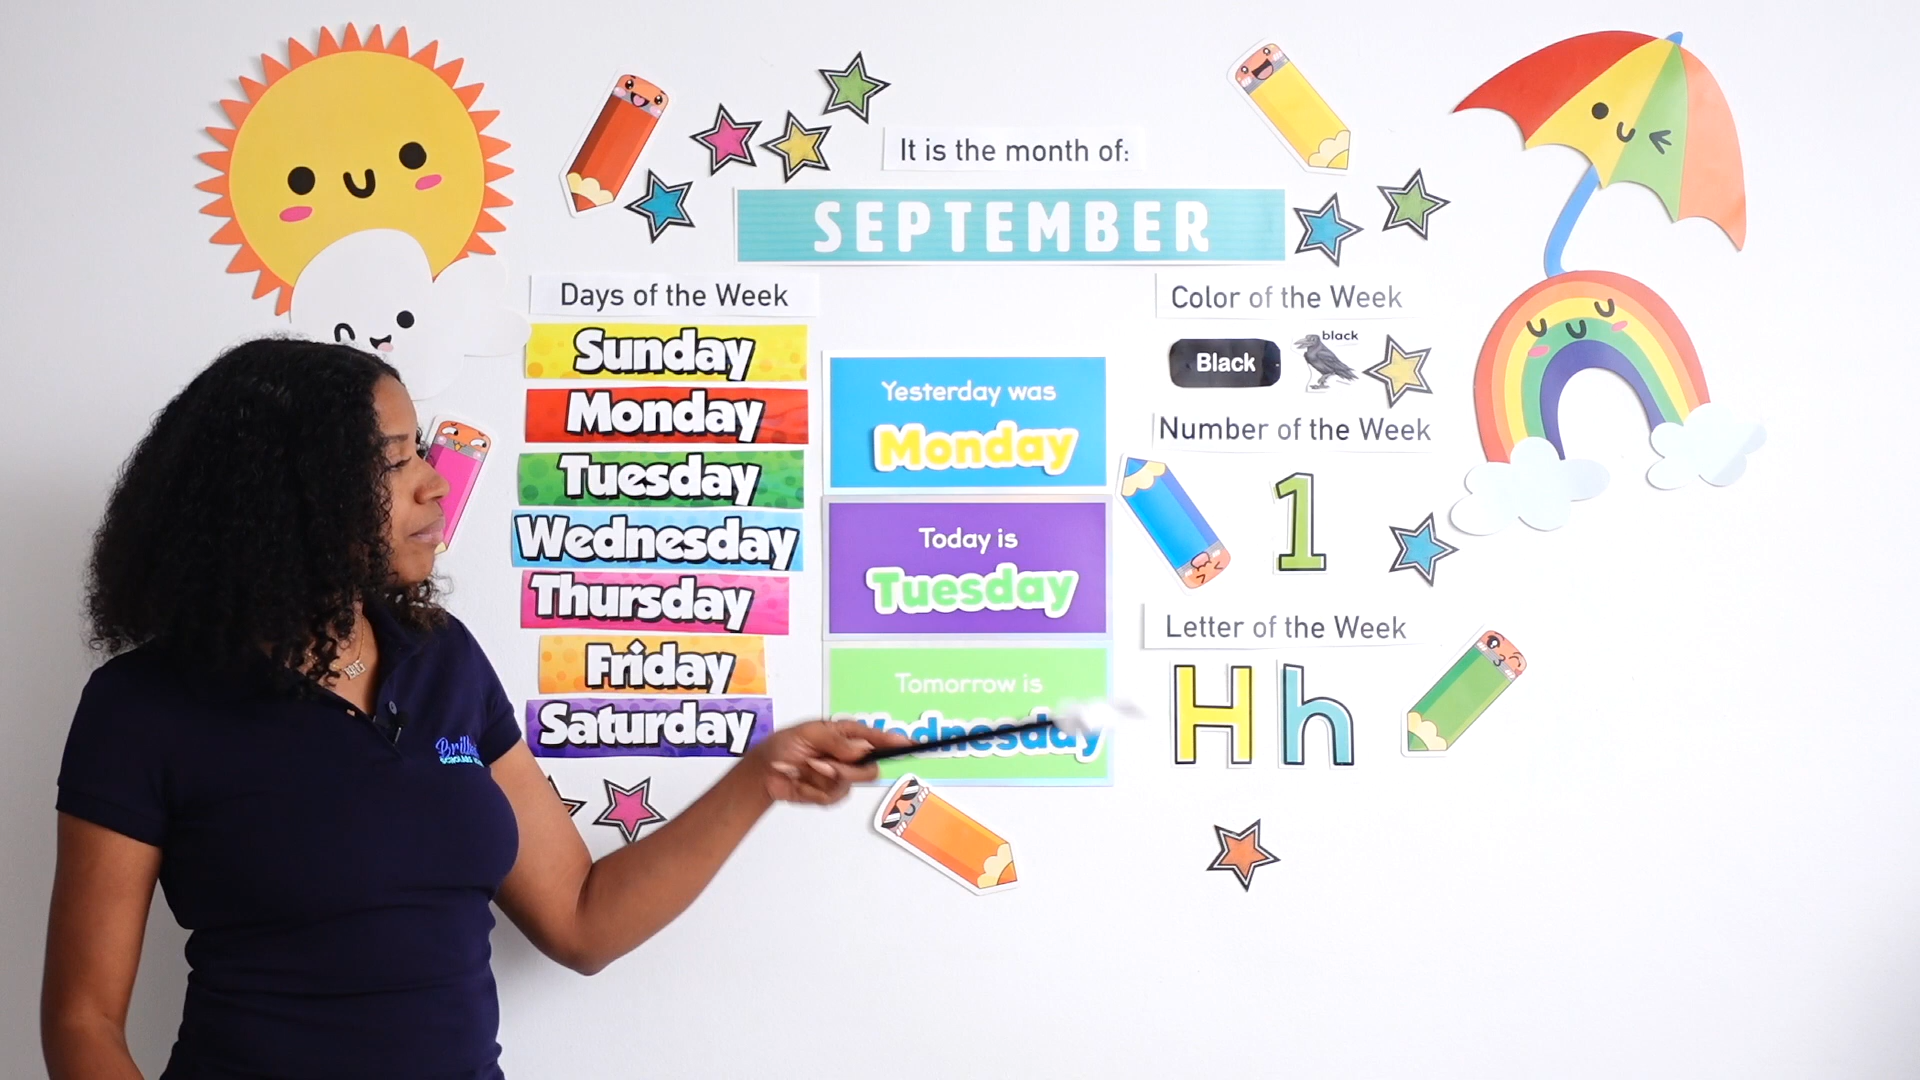 It is the month of:
SEPTEMBER
Days of the Week
Sunday
Monday
Tuesday
Wednesday
Thursday
Friday
Saturday
Yesterday was
Monday
Today is
Tuesday
Tomorrow is
Wednesday
Color of the Week
Black
black
Number of the Week
1
Letter of the Week
Hh